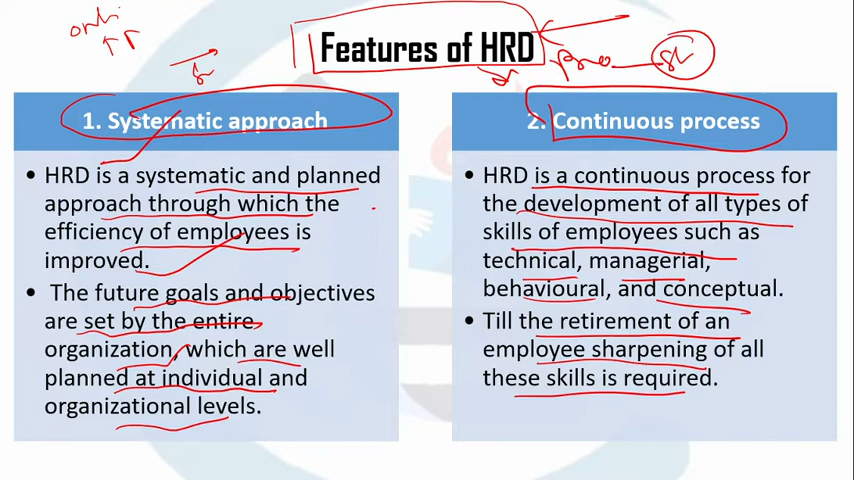 Features of HRD
1. Systematic approach
• HRD is a systematic and planned
approach through which the
efficiency of employees is
improved.
• The future goals and objectives
are set by the entire
organization, which are well
planned at individual and
organizational levels.
2. Continuous process
• HRD is a continuous process for
the development of all types of
skills of employees such as
technical, managerial,
behavioural, and conceptual.
• Till the retirement of an
employee sharpening of all
these skills is required.